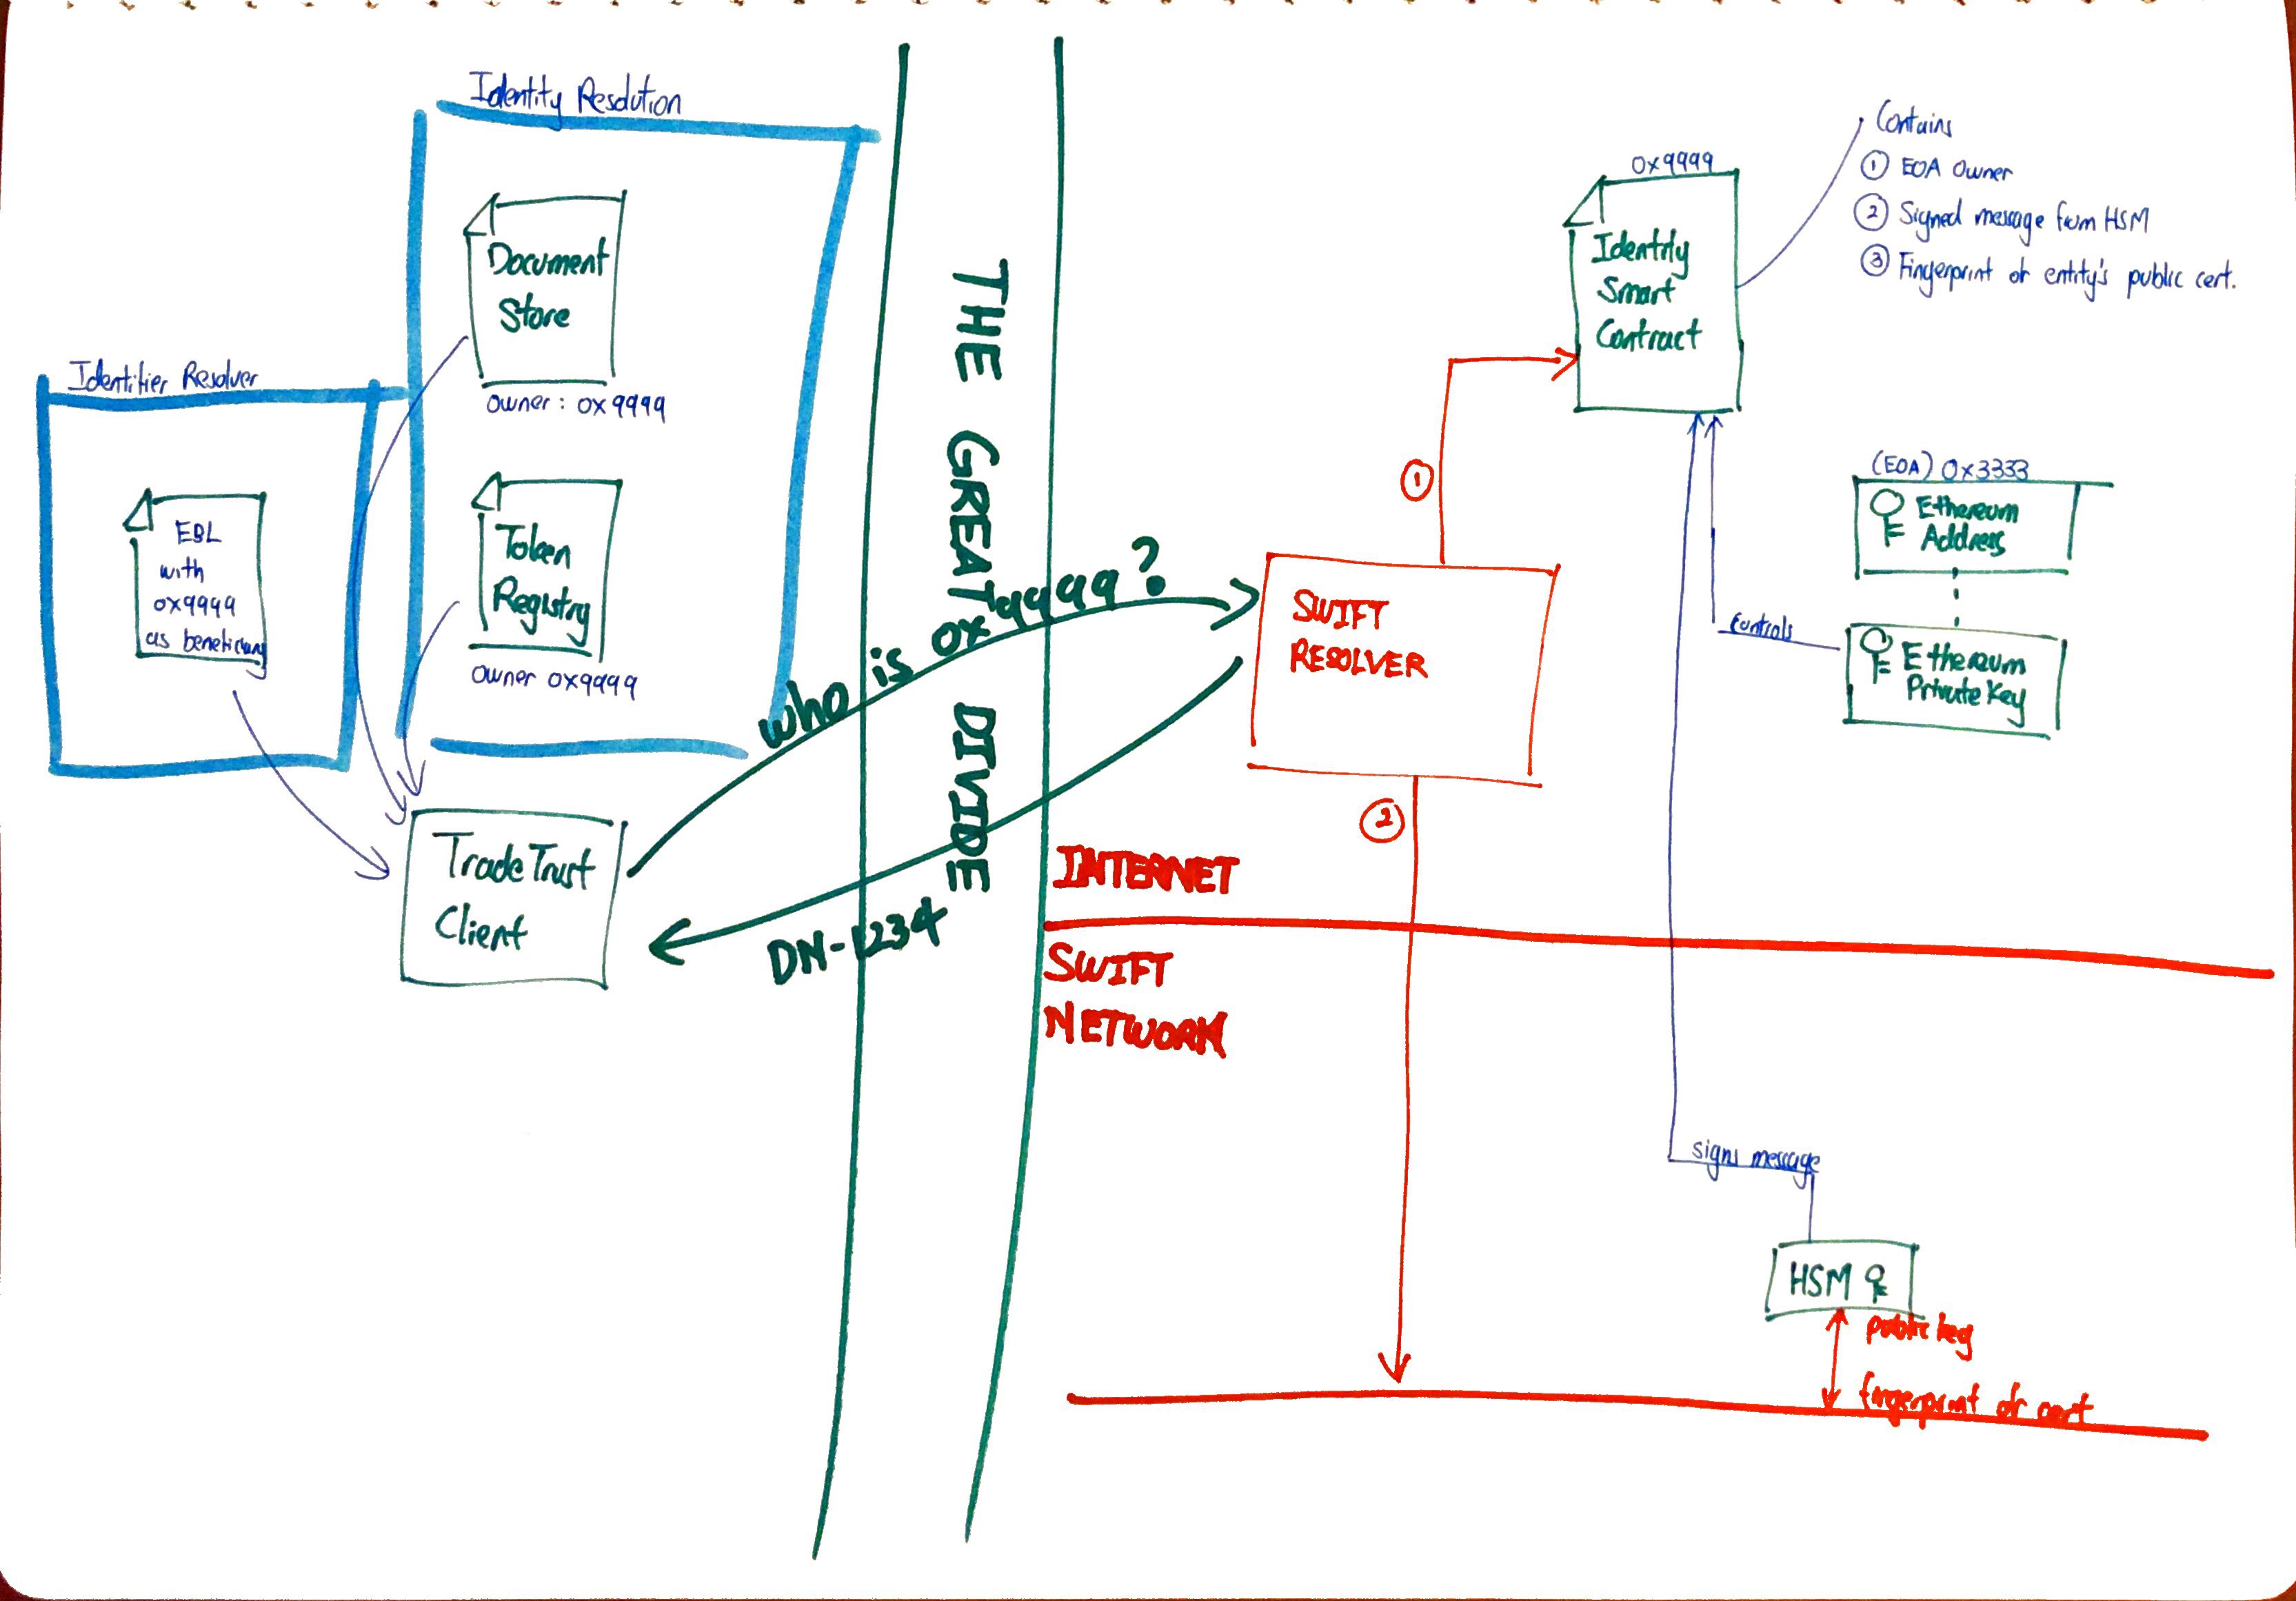 Identity Resolution
Document
Store
owner: 0x9999
Identifier Resolver
EBL
with
0x9999
as beneficiary
Token
Registry
owner 0x9999
TradeTrust
Client
THE GREAT DIVIDE
who is 0x9999?
DN-1234
SWIFT
RESOLVER
①
②
INTERNET
SWIFT
NETWORK
0x9999
Identity
Smart
Contract
Contains
① EOA Owner
② Signed message from HSM
③ Fingerprint of entity's public cert.
(EOA) 0x3333
Ethereum
Address
controls
Ethereum
Private Key
signs message
HSM
public key
fingerprint of cert